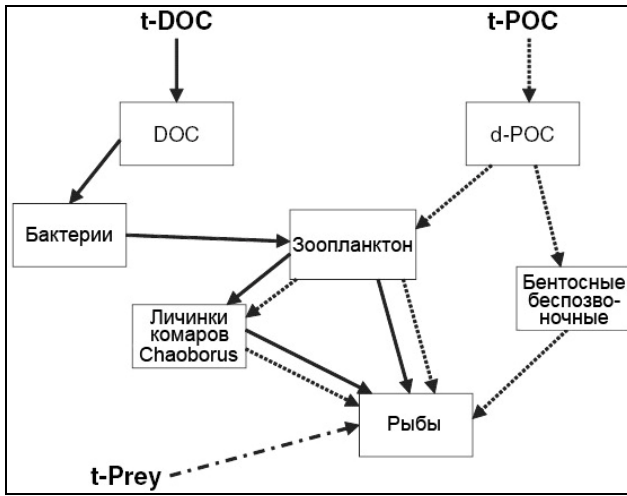 t-DOC
t-POC
DOC
d-POC
Бактерии
Зоопланктон
Бентосные
беспозво-
ночные
Личинки
комаров
Chaoborus
Рыбы
t-Prey